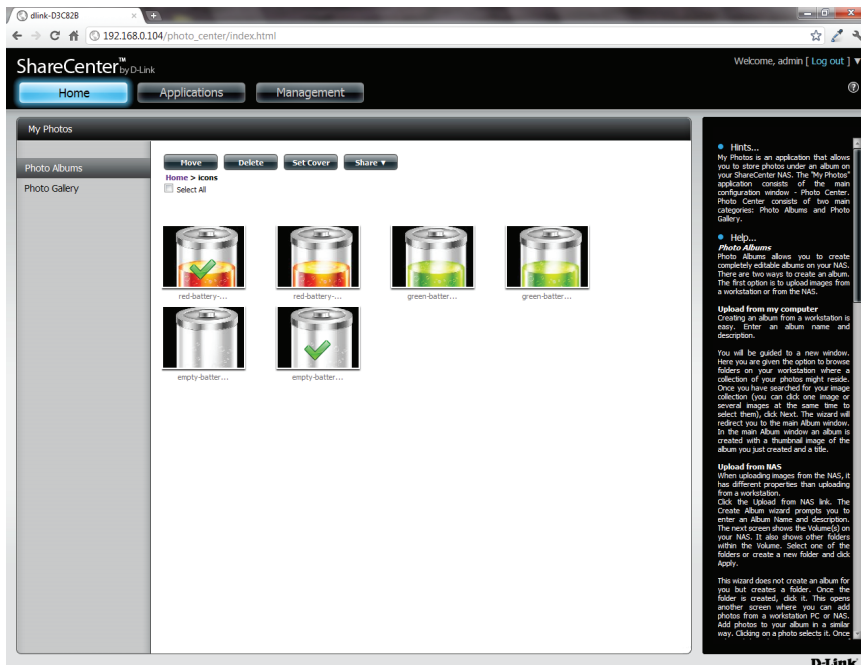 dlink-D3C82B
192.168.0.104/photo_center/index.html
ShareCenter™ by D-Link
Welcome, admin [ Log out ] ▼
Home Applications Management
My Photos
Photo Albums
Photo Gallery
Move Delete Set Cover Share ▼
Home > icons
Select All
red-battery-... red-battery-... green-batter... green-batter...
empty-batter... empty-batter...
Hints...
My Photos is an application that allows
you to store photos under an album on
your ShareCenter NAS. The "My Photos"
application consists of the main
configuration window - Photo Center.
Photo Center consists of two main
categories: Photo Albums and Photo
Gallery.
Help...
Photo Albums
Photo Albums allows you to create
completely editable albums on your NAS.
There are two ways to create an album.
The first option is to upload images from
a workstation or from the NAS.
Upload from my computer
Creating an album from a workstation is
easy. Enter an album name and
description.
You will be guided to a new window.
Here you are given the option to browse
folders on your workstation where a
collection of your photos might reside.
Once you have searched for your image
collection (you can click one image or
several images at the same time to
select them), click Next. The wizard will
redirect you to the main Album window.
In the main Album window an album is
created with a thumbnail image of the
album you just created and a title.
Upload from NAS
When uploading images from the NAS, it
has different properties than uploading
from a workstation.
Click the Upload from NAS link. The
Create Album wizard prompts you to
enter an Album Name and description.
The next screen shows the Volume(s) on
your NAS. It also shows other folders
within the Volume. Select one of the
folders or create a new folder and click
Apply.
This wizard does not create an album for
you but creates a folder. Once the
folder is created, click it. This opens
another screen where you can add
photos from a workstation PC or NAS.
Add photos to your album in a similar
way. Clicking on a photo selects it. Once
D-Link